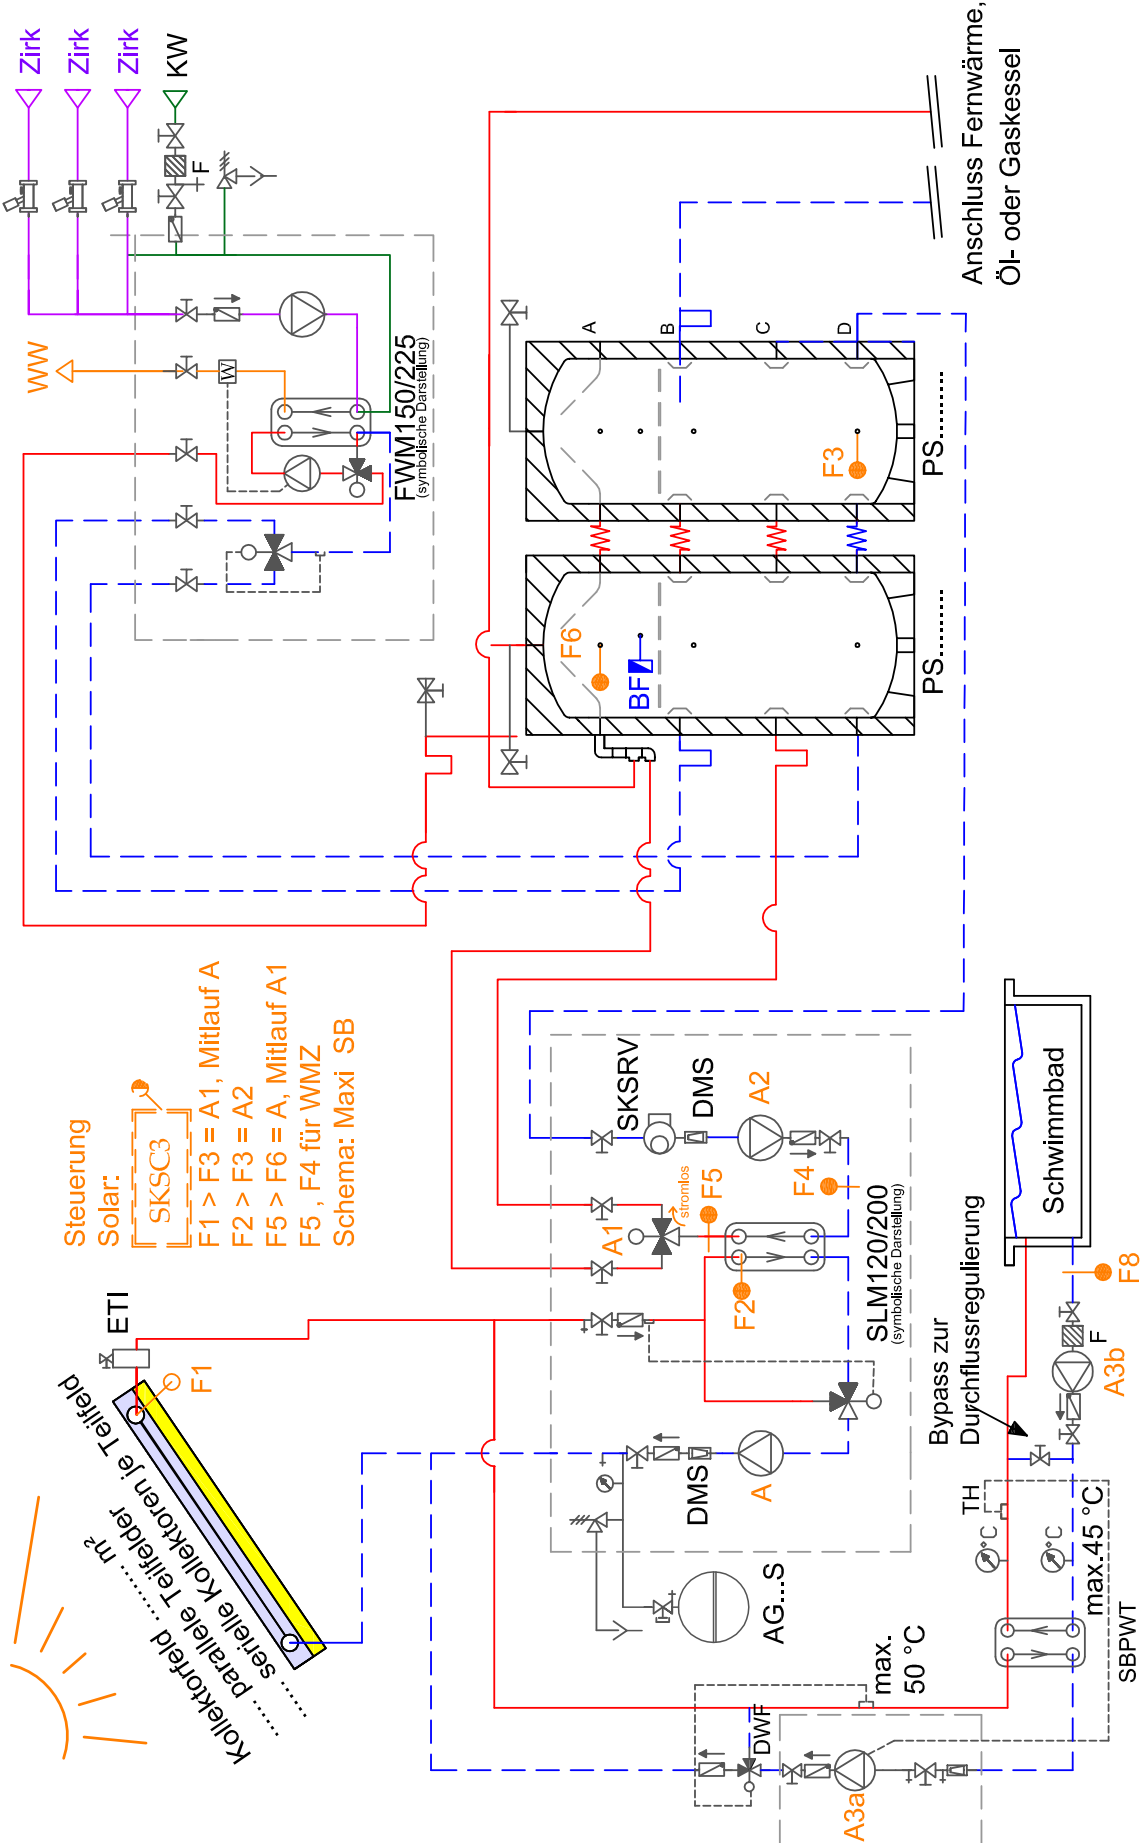 Zirk
Zirk
Zirk
KW
F
WW
W
FWM150/225
(symbolische Darstellung)
Anschluss Fernwärme,
Öl- oder Gaskessel
A
B
C
D
F3
PS..........
F6
BF
PS..........
Steuerung
Solar:
SKSC3
F1 > F3 = A1, Mitlauf A
F2 > F3 = A2
F5 > F6 = A, Mitlauf A1
F5 , F4 für WMZ
Schema: Maxi SB
ETI
F1
Kollektorfeld ........... m²
...... parallele Teilfelder
...... serielle Kollektoren je Teilfeld
SKSRV
DMS
A2
A1
stromlos
F5
F4
F2
SLM120/200
(symbolische Darstellung)
DMS
A
AG...S
Schwimmbad
Bypass zur
Durchflussregulierung
F8
F
A3b
TH
°C
°C
max.45 °C
SBPWT
max.
50 °C
DWF
A3a